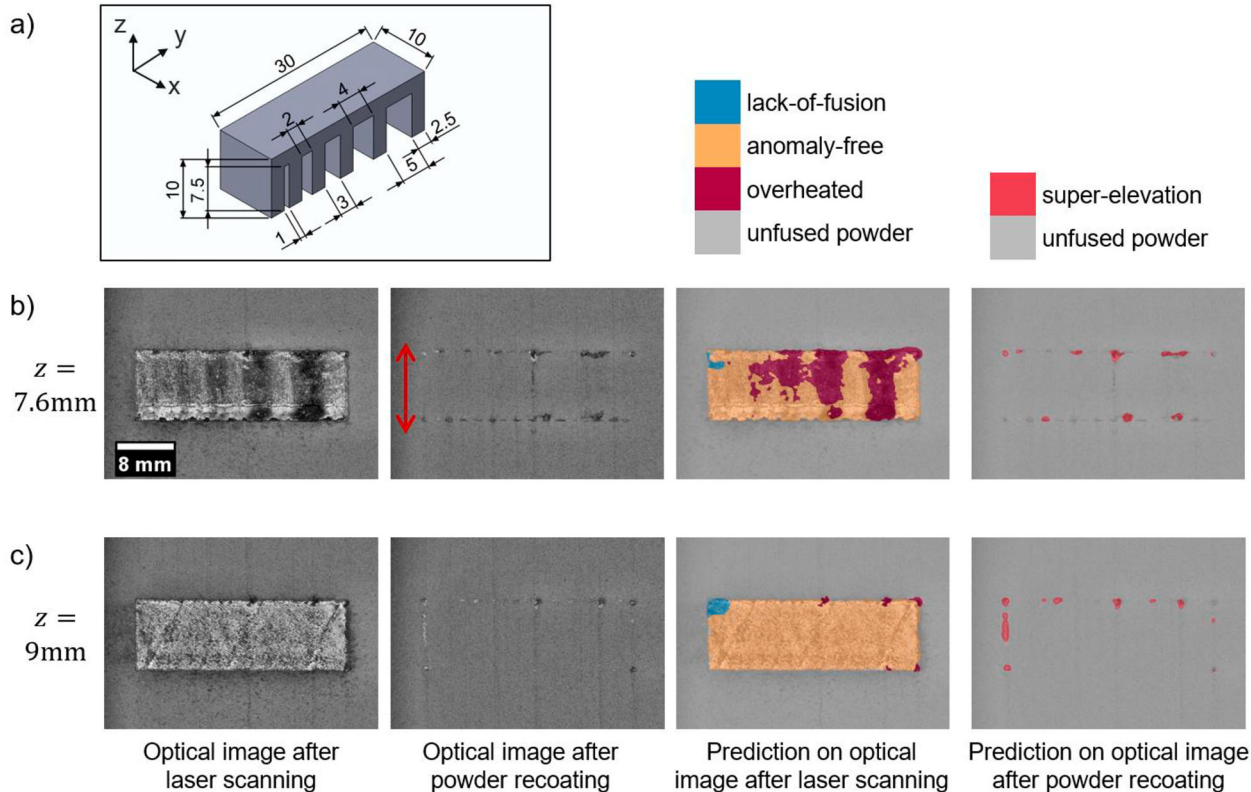 a)
z
y
x
30
10
2
4
2.5
10
7.5
5
3
1
lack-of-fusion
anomaly-free
overheated
unfused powder
super-elevation
unfused powder
b)
z =
7.6mm
8 mm
c)
z =
9mm
Optical image after
laser scanning
Optical image after
powder recoating
Prediction on optical
image after laser scanning
Prediction on optical image
after powder recoating